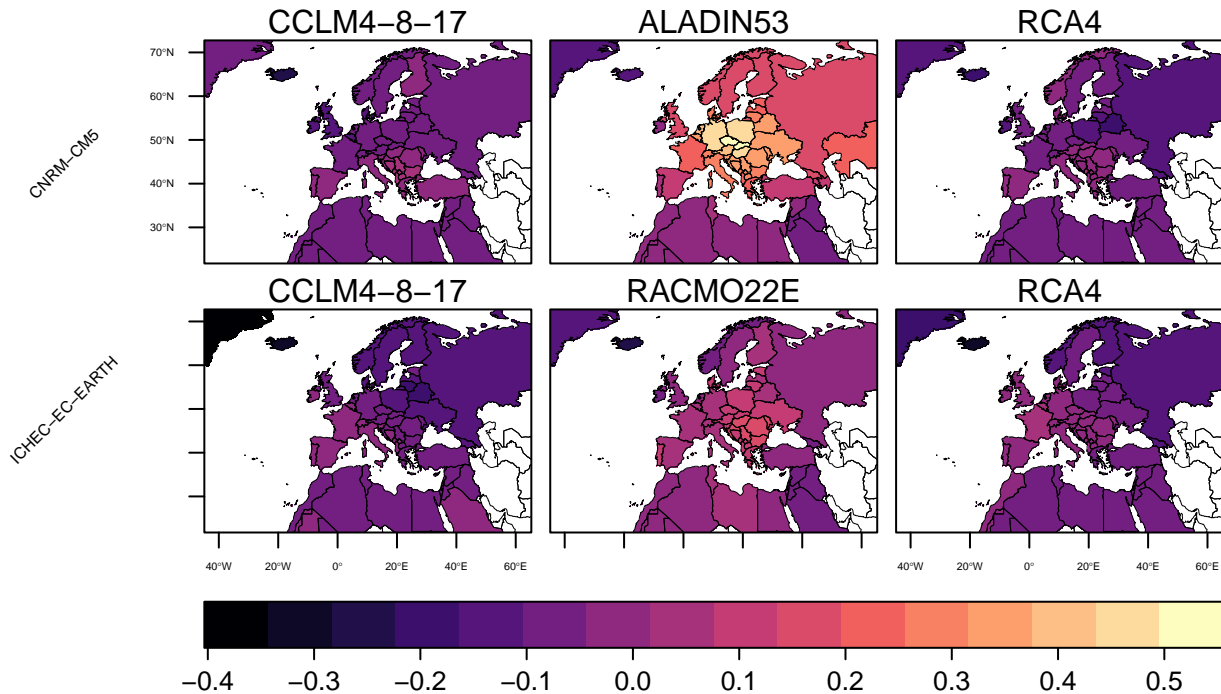 CCLM4−8−17 ALADIN53 RCA4
70°N
60°N
50°N
40°N
30°N
CNRM−CM5
CCLM4−8−17 RACMO22E RCA4
ICHEC−EC−EARTH
40°W 20°W 0° 20°E 40°E 60°E 40°W 20°W 0° 20°E 40°E 60°E
−0.4 −0.3 −0.2 −0.1 0.0 0.1 0.2 0.3 0.4 0.5